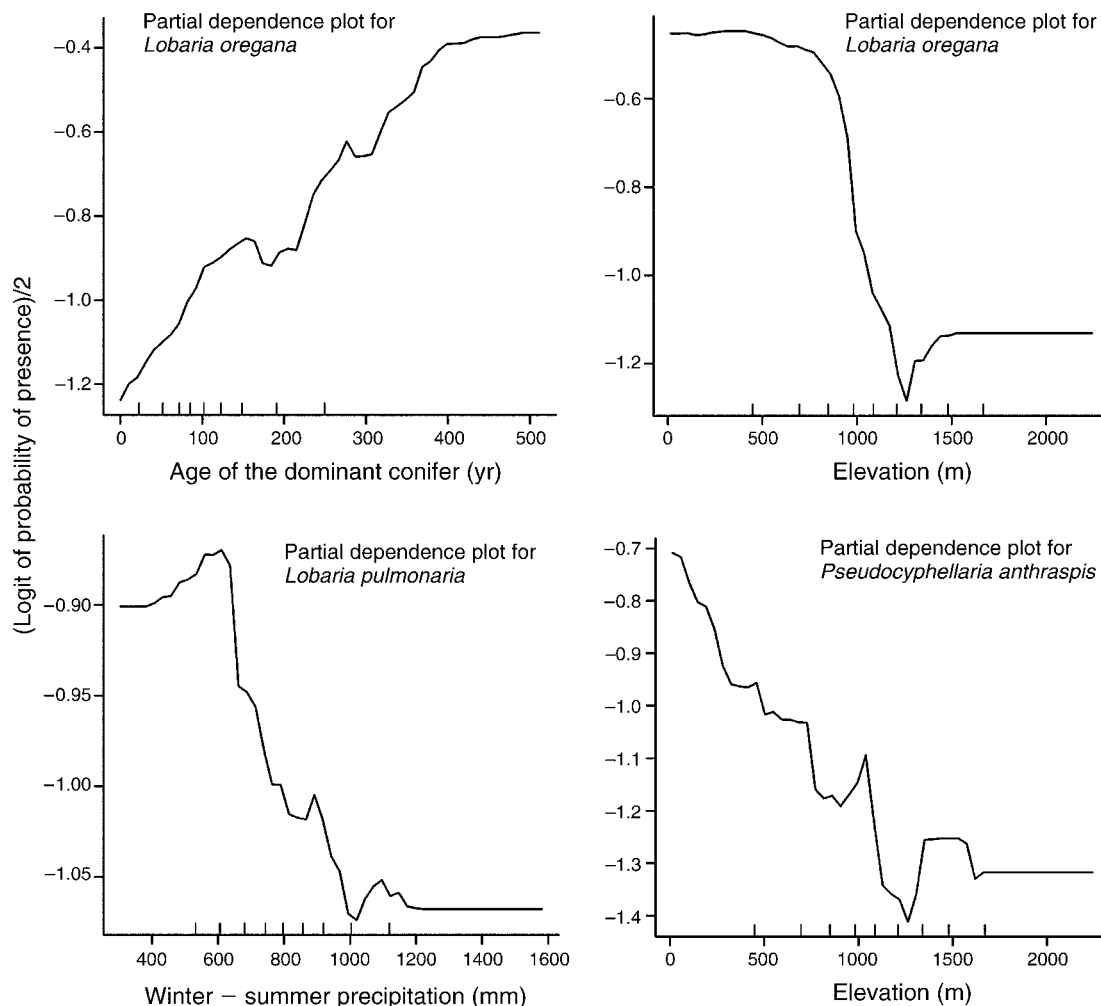 (Logit of probability of presence)/2
Partial dependence plot for
Lobaria oregana
−0.4
−0.6
−0.8
−1.0
−1.2
0 100 200 300 400 500
Age of the dominant conifer (yr)
Partial dependence plot for
Lobaria oregana
−0.6
−0.8
−1.0
−1.2
0 500 1000 1500 2000
Elevation (m)
Partial dependence plot for
Lobaria pulmonaria
−0.90
−0.95
−1.00
−1.05
400 600 800 1000 1200 1400 1600
Winter − summer precipitation (mm)
Partial dependence plot for
Pseudocyphellaria anthraspis
−0.7
−0.8
−0.9
−1.0
−1.1
−1.2
−1.3
−1.4
0 500 1000 1500 2000
Elevation (m)